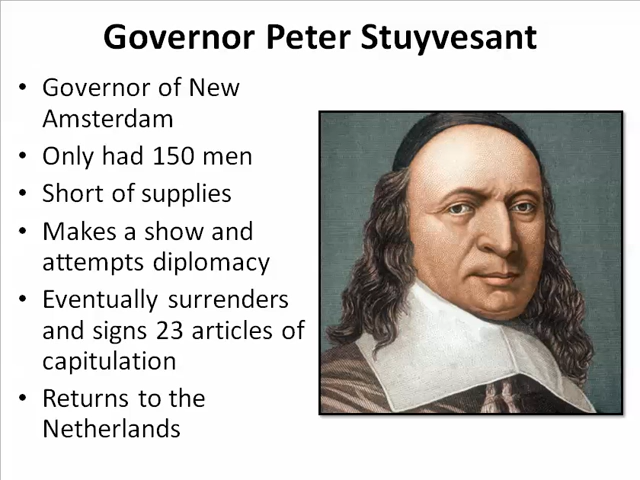 Governor Peter Stuyvesant
• Governor of New
Amsterdam
• Only had 150 men
• Short of supplies
• Makes a show and
attempts diplomacy
• Eventually surrenders
and signs 23 articles of
capitulation
• Returns to the
Netherlands